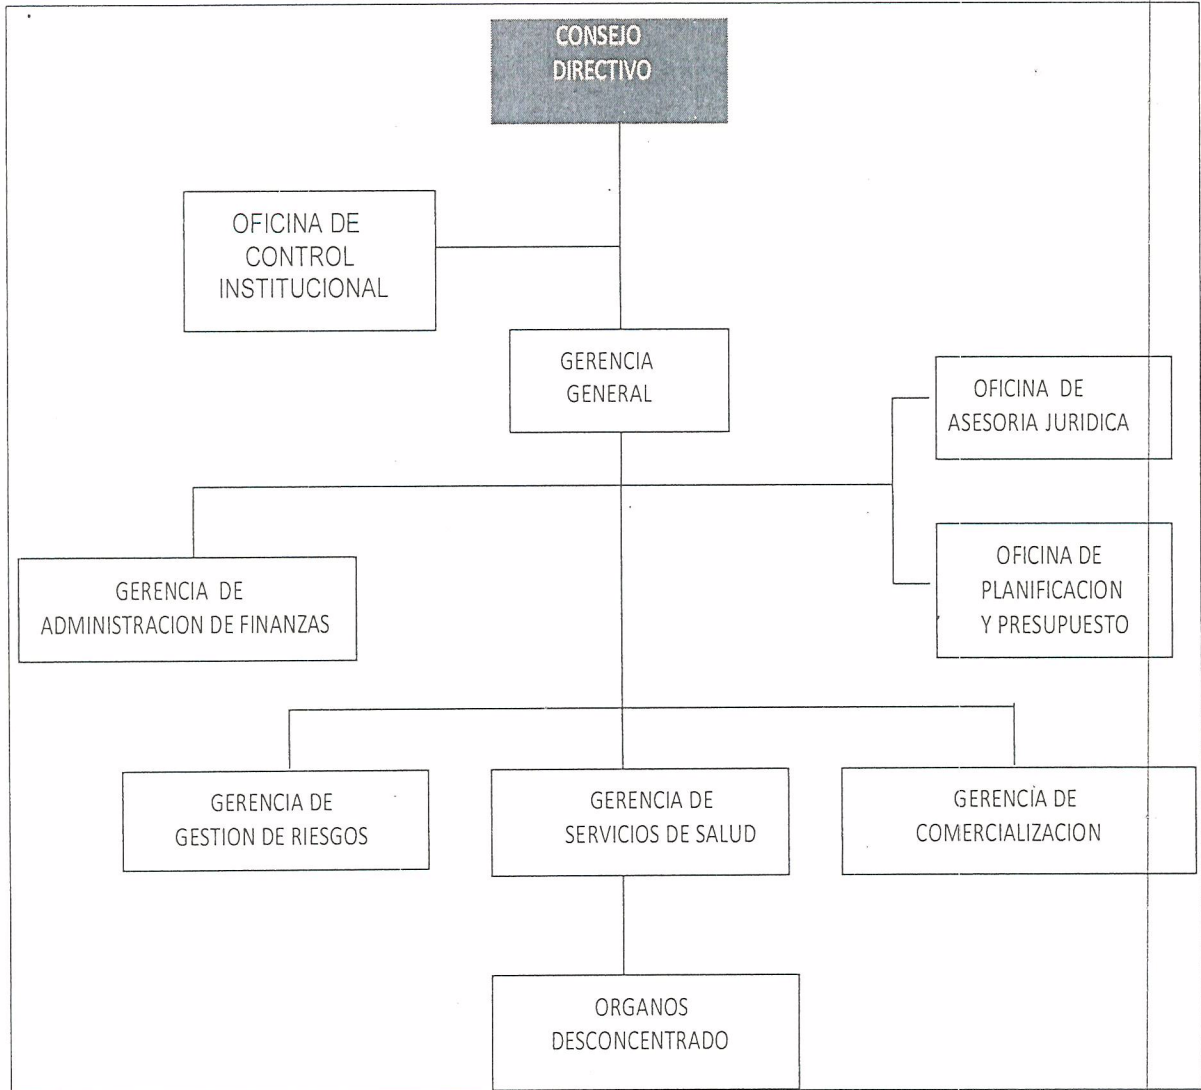 CONSEJO
DIRECTIVO
OFICINA DE
CONTROL
INSTITUCIONAL
GERENCIA
GENERAL
OFICINA DE
ASESORIA JURIDICA
OFICINA DE
PLANIFICACION
Y PRESUPUESTO
GERENCIA DE
ADMINISTRACION DE FINANZAS
GERENCIA DE
GESTION DE RIESGOS
GERENCIA DE
SERVICIOS DE SALUD
GERENCIA DE
COMERCIALIZACION
ORGANOS
DESCONCENTRADO